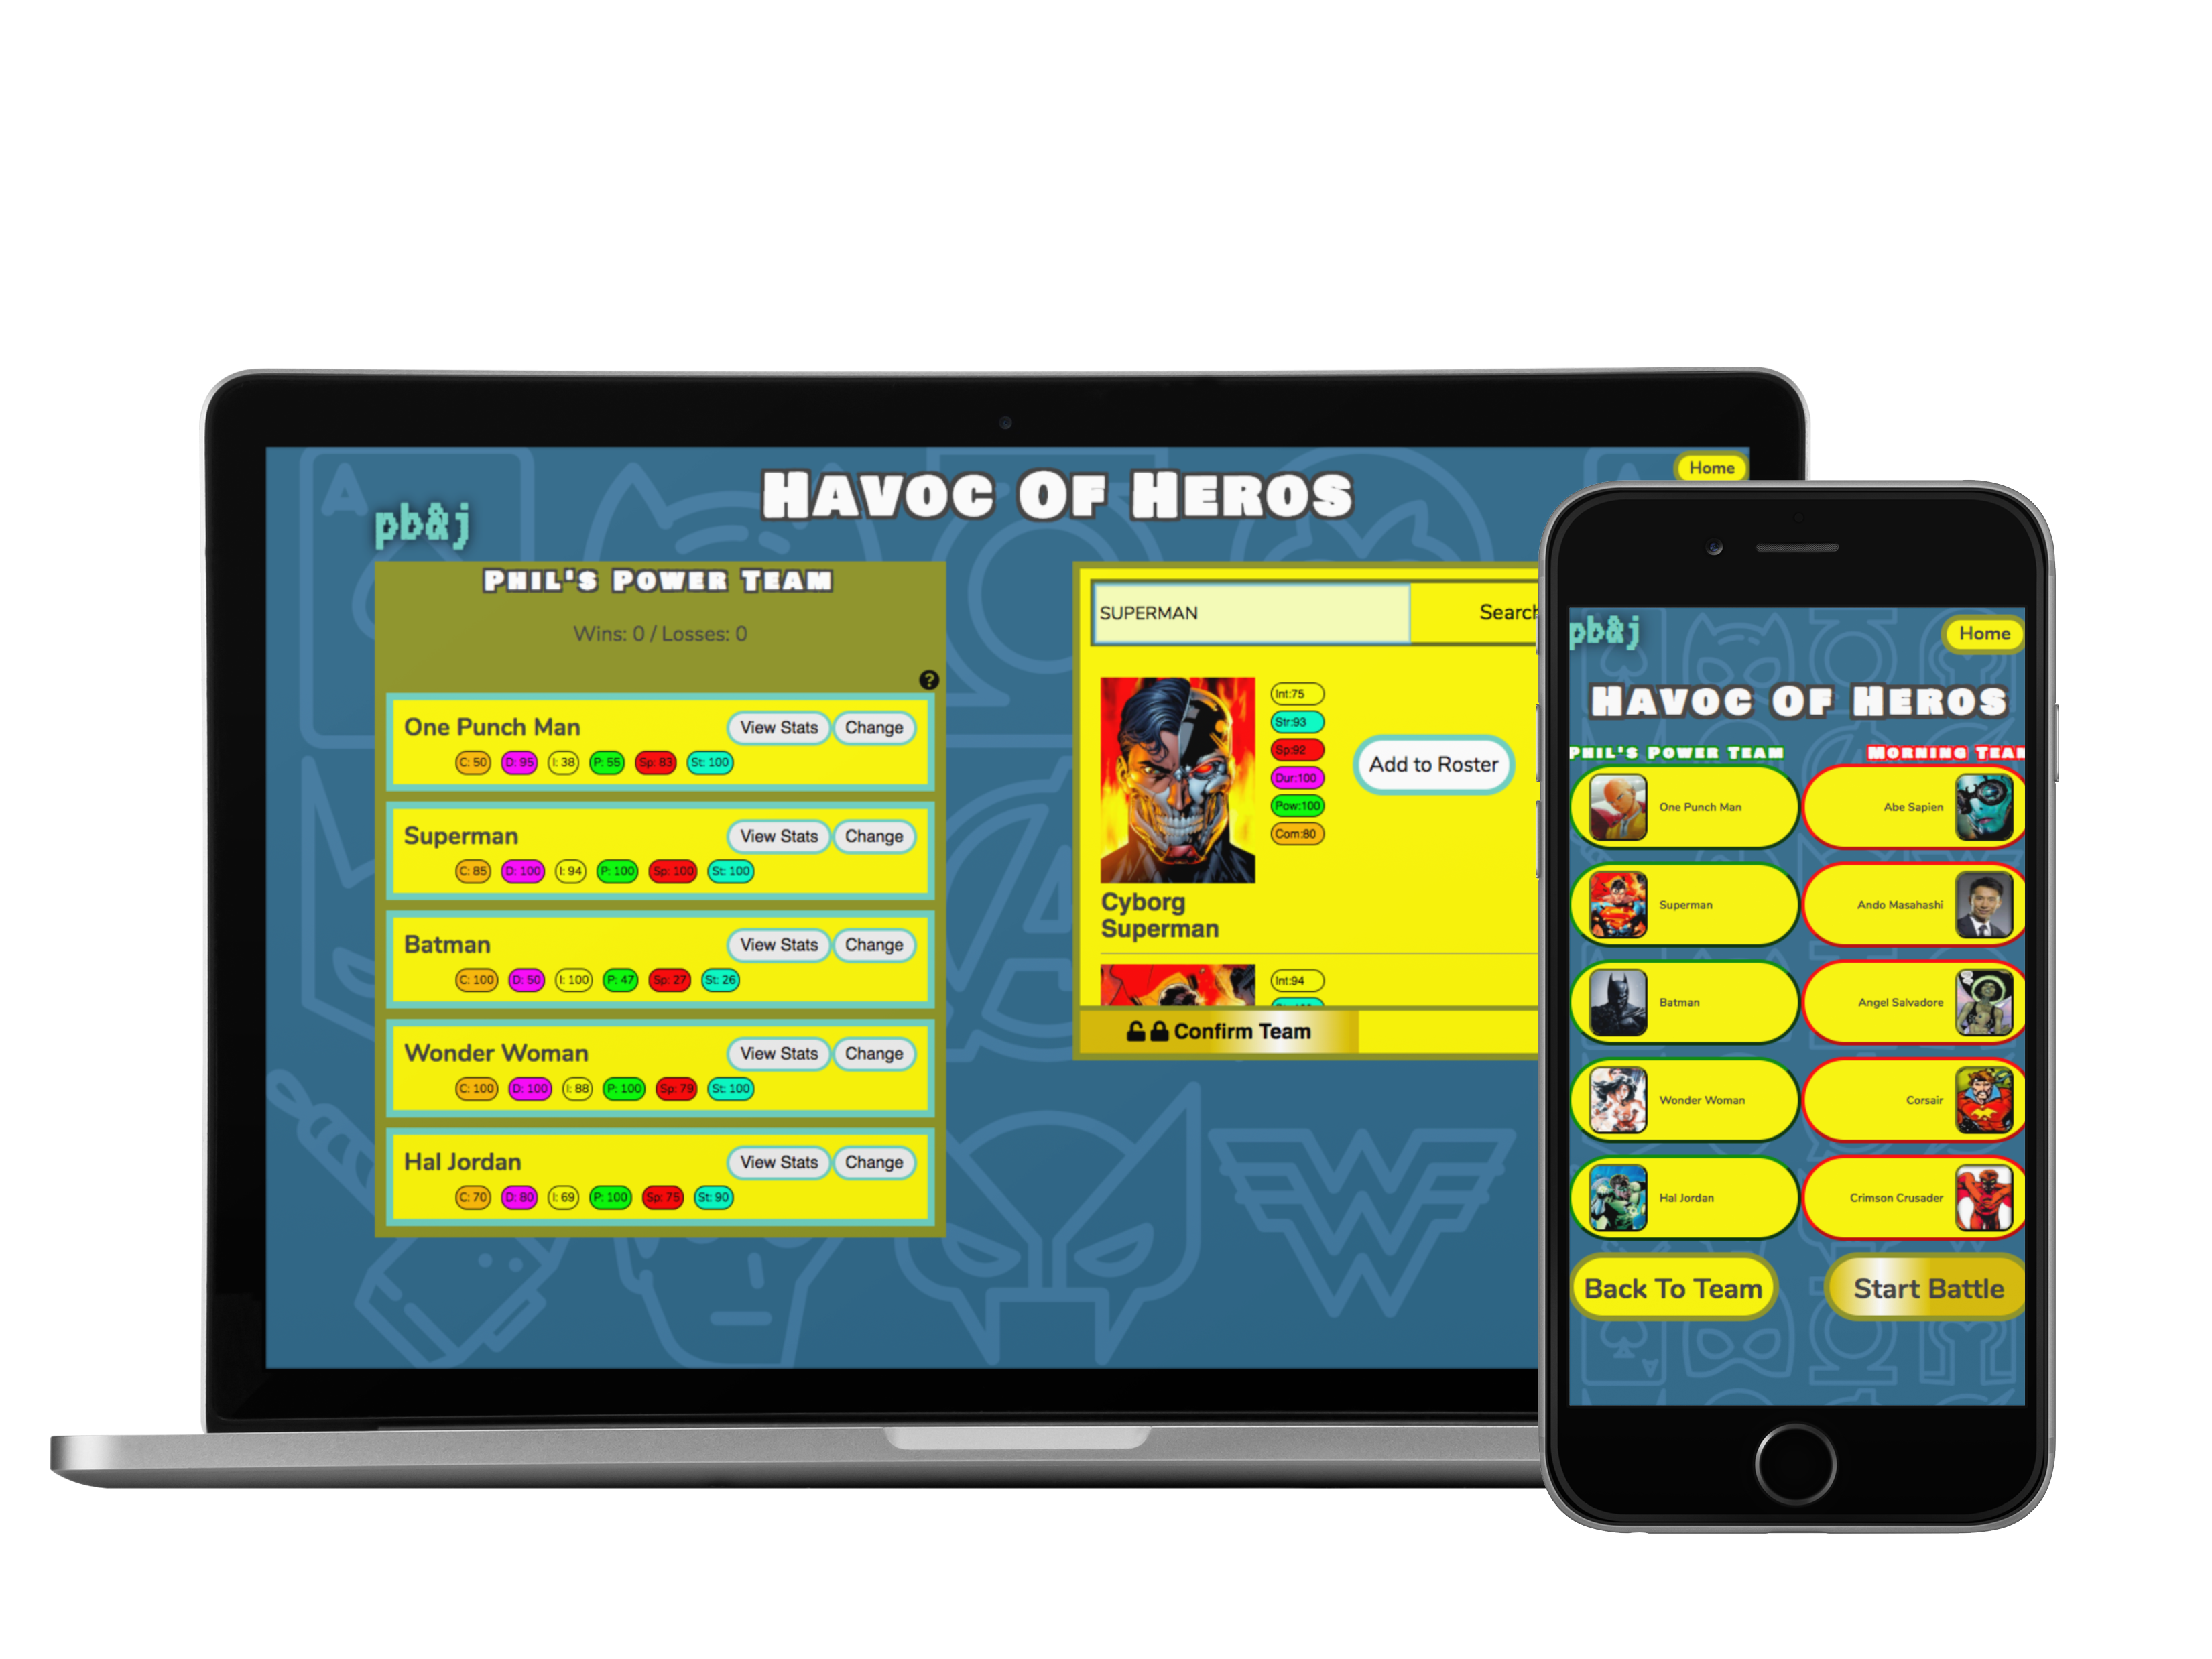 Havoc Of Heros
Home
pb&j
Phil's Power Team
Wins: 0 / Losses: 0
?
One Punch Man
View Stats
Change
C: 50 D: 95 I: 38 P: 55 Sp: 83 St: 100
Superman
View Stats
Change
C: 85 D: 100 I: 94 P: 100 Sp: 100 St: 100
Batman
View Stats
Change
C: 100 D: 50 I: 100 P: 47 Sp: 27 St: 26
Wonder Woman
View Stats
Change
C: 100 D: 100 I: 88 P: 100 Sp: 79 St: 100
Hal Jordan
View Stats
Change
C: 70 D: 80 I: 69 P: 100 Sp: 75 St: 90
SUPERMAN
Search
Int:75
Str:93
Sp:92
Dur:100
Pow:100
Com:80
Add to Roster
Cyborg
Superman
Int:94
Confirm Team
pb&j
Home
Havoc Of Heros
Phil's Power Team
Morning Team
One Punch Man
Abe Sapien
Superman
Ando Masahashi
Batman
Angel Salvadore
Wonder Woman
Corsair
Hal Jordan
Crimson Crusader
Back To Team
Start Battle